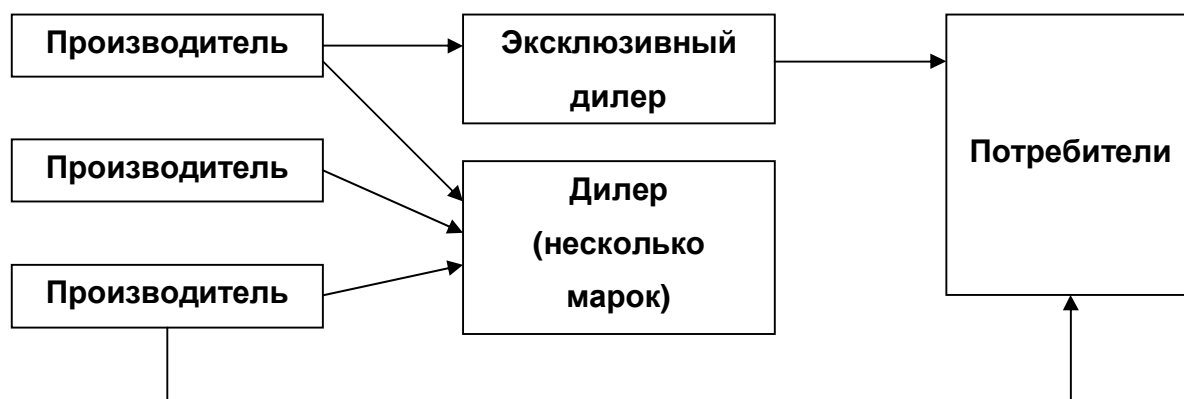 Производитель
Эксклюзивный
дилер
Производитель
Потребители
Дилер
(несколько
марок)
Производитель